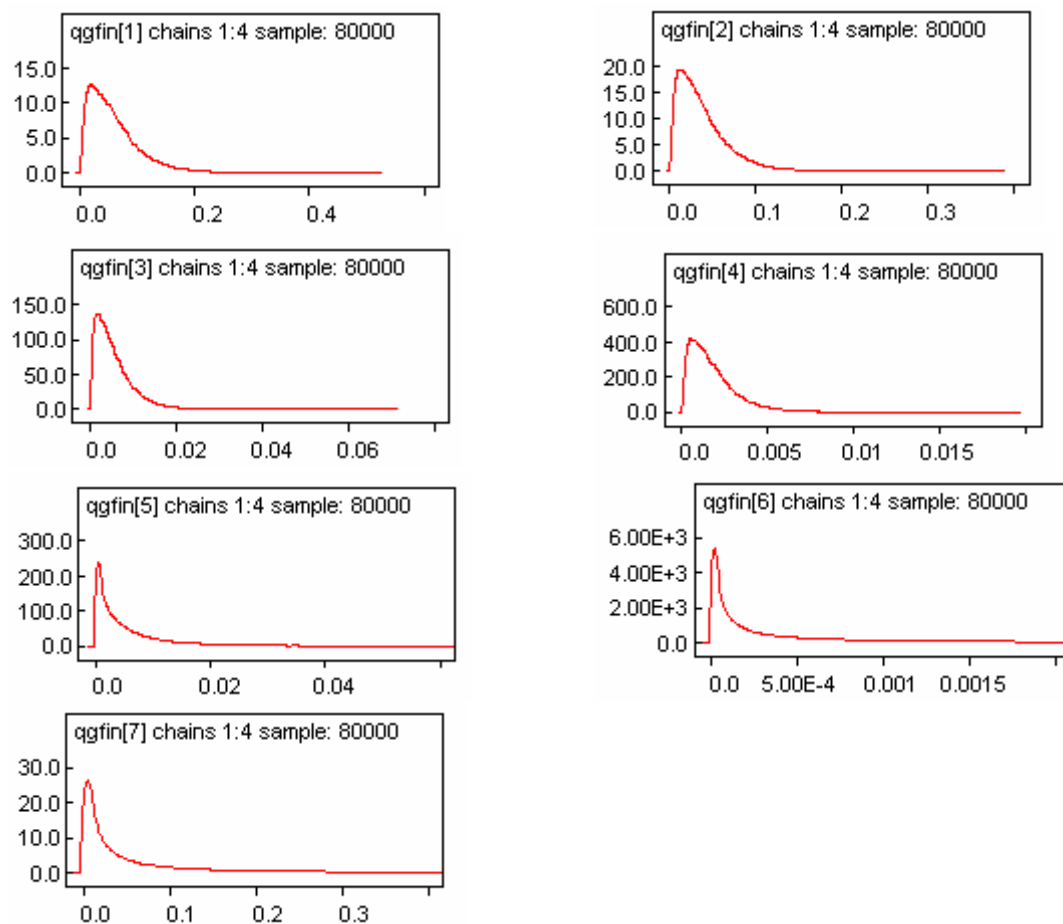 qgfin[1] chains 1:4 sample: 80000
15.0
10.0
5.0
0.0
0.0 0.2 0.4
qgfin[2] chains 1:4 sample: 80000
20.0
15.0
10.0
5.0
0.0
0.0 0.1 0.2 0.3
qgfin[3] chains 1:4 sample: 80000
150.0
100.0
50.0
0.0
0.0 0.02 0.04 0.06
qgfin[4] chains 1:4 sample: 80000
600.0
400.0
200.0
0.0
0.0 0.005 0.01 0.015
qgfin[5] chains 1:4 sample: 80000
300.0
200.0
100.0
0.0
0.0 0.02 0.04
qgfin[6] chains 1:4 sample: 80000
6.00E+3
4.00E+3
2.00E+3
0.0
0.0 5.00E-4 0.001 0.0015
qgfin[7] chains 1:4 sample: 80000
30.0
20.0
10.0
0.0
0.0 0.1 0.2 0.3